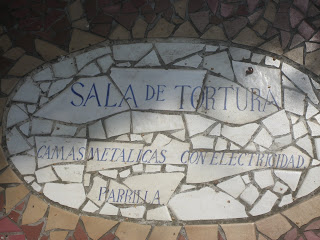 SALA DE TORTURA
CAMAS METALICAS CON ELECTRICIDAD
PARRILLA